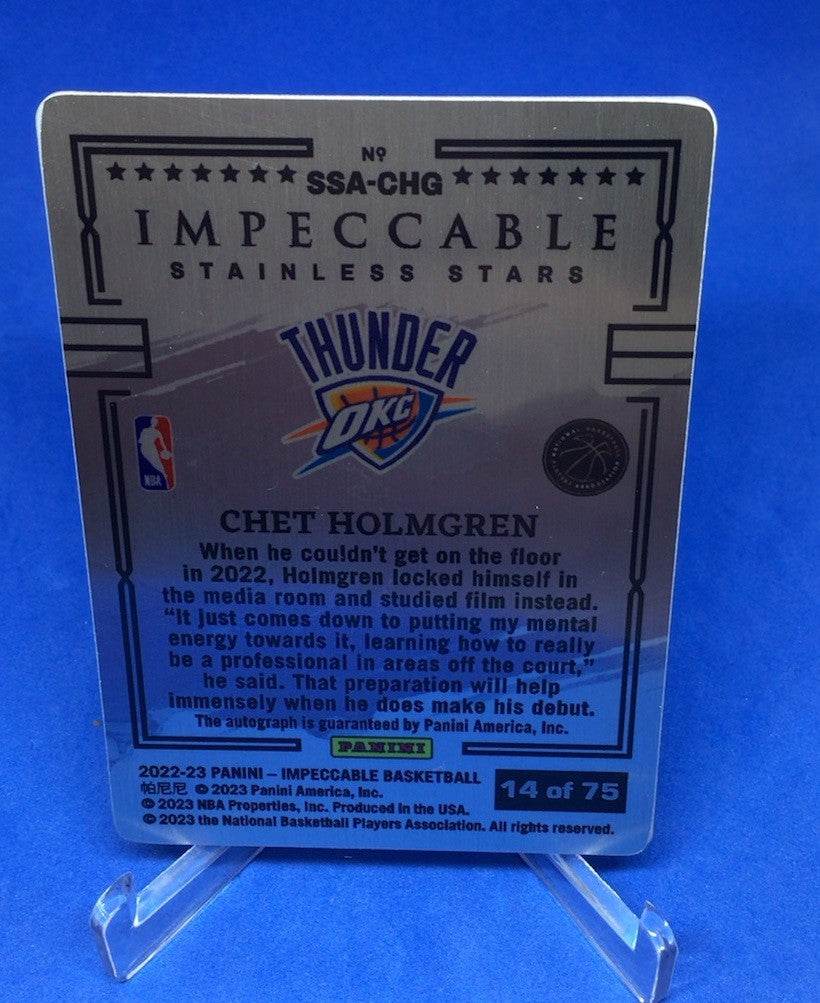 Nº
SSA-CHG
IMPECCABLE
STAINLESS STARS
THUNDER
OKC
NBA
NATIONAL BASKETBALL
PLAYERS ASSOCIATION
CHET HOLMGREN
When he couldn't get on the floor
in 2022, Holmgren locked himself in
the media room and studied film instead.
“It just comes down to putting my mental
energy towards it, learning how to really
be a professional in areas off the court,”
he said. That preparation will help
immensely when he does make his debut.
The autograph is guaranteed by Panini America, Inc.
PANINI
2022-23 PANINI – IMPECCABLE BASKETBALL
帕尼尼 © 2023 Panini America, Inc.
14 of 75
© 2023 NBA Properties, Inc. Produced in the USA.
© 2023 the National Basketball Players Association. All rights reserved.